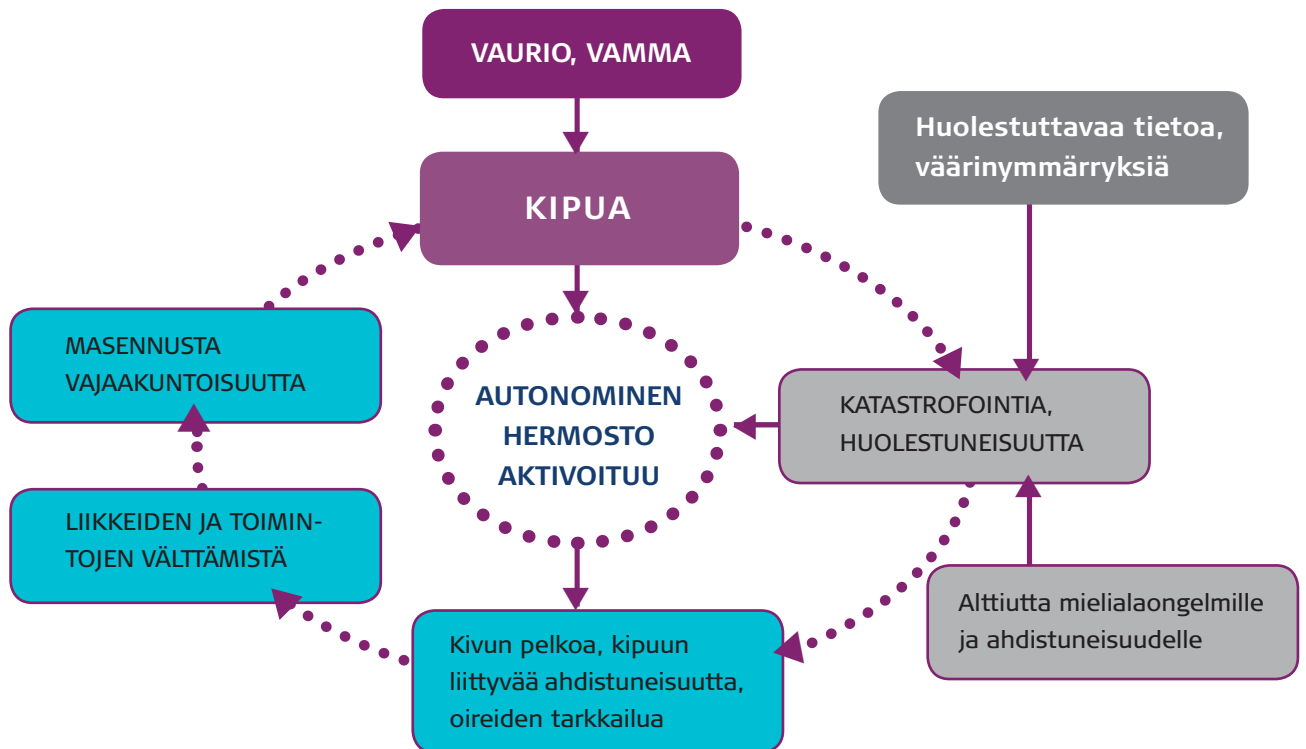 VAURIO, VAMMA
Huolestuttavaa tietoa,
väärinymmärryksiä
KIPUA
MASENNUSTA
VAJAAKUNTOISUUTTA
AUTONOMINEN
HERMOSTO
AKTIVOITUU
KATASTROFOINTIA,
HUOLESTUNEISUUTTA
LIIKKEIDEN JA TOIMIN-
TOJEN VÄLTTÄMISTÄ
Alttiutta mielialaongelmille
ja ahdistuneisuudelle
Kivun pelkoa, kipuun
liittyvää ahdistuneisuutta,
oireiden tarkkailua